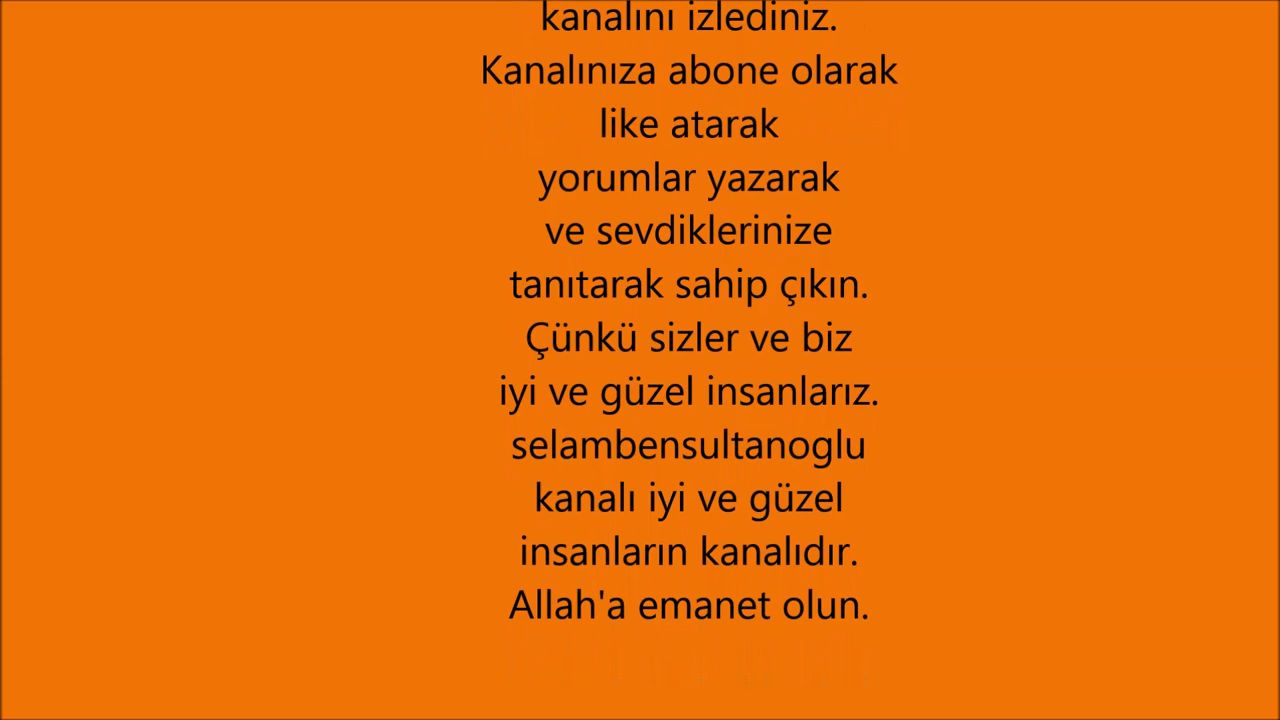 kanalını izlediniz.
Kanalınıza abone olarak
like atarak
yorumlar yazarak
ve sevdiklerinize
tanıtarak sahip çıkın.
Çünkü sizler ve biz
iyi ve güzel insanlarız.
selambensultanoglu
kanalı iyi ve güzel
insanların kanalıdır.
Allah'a emanet olun.